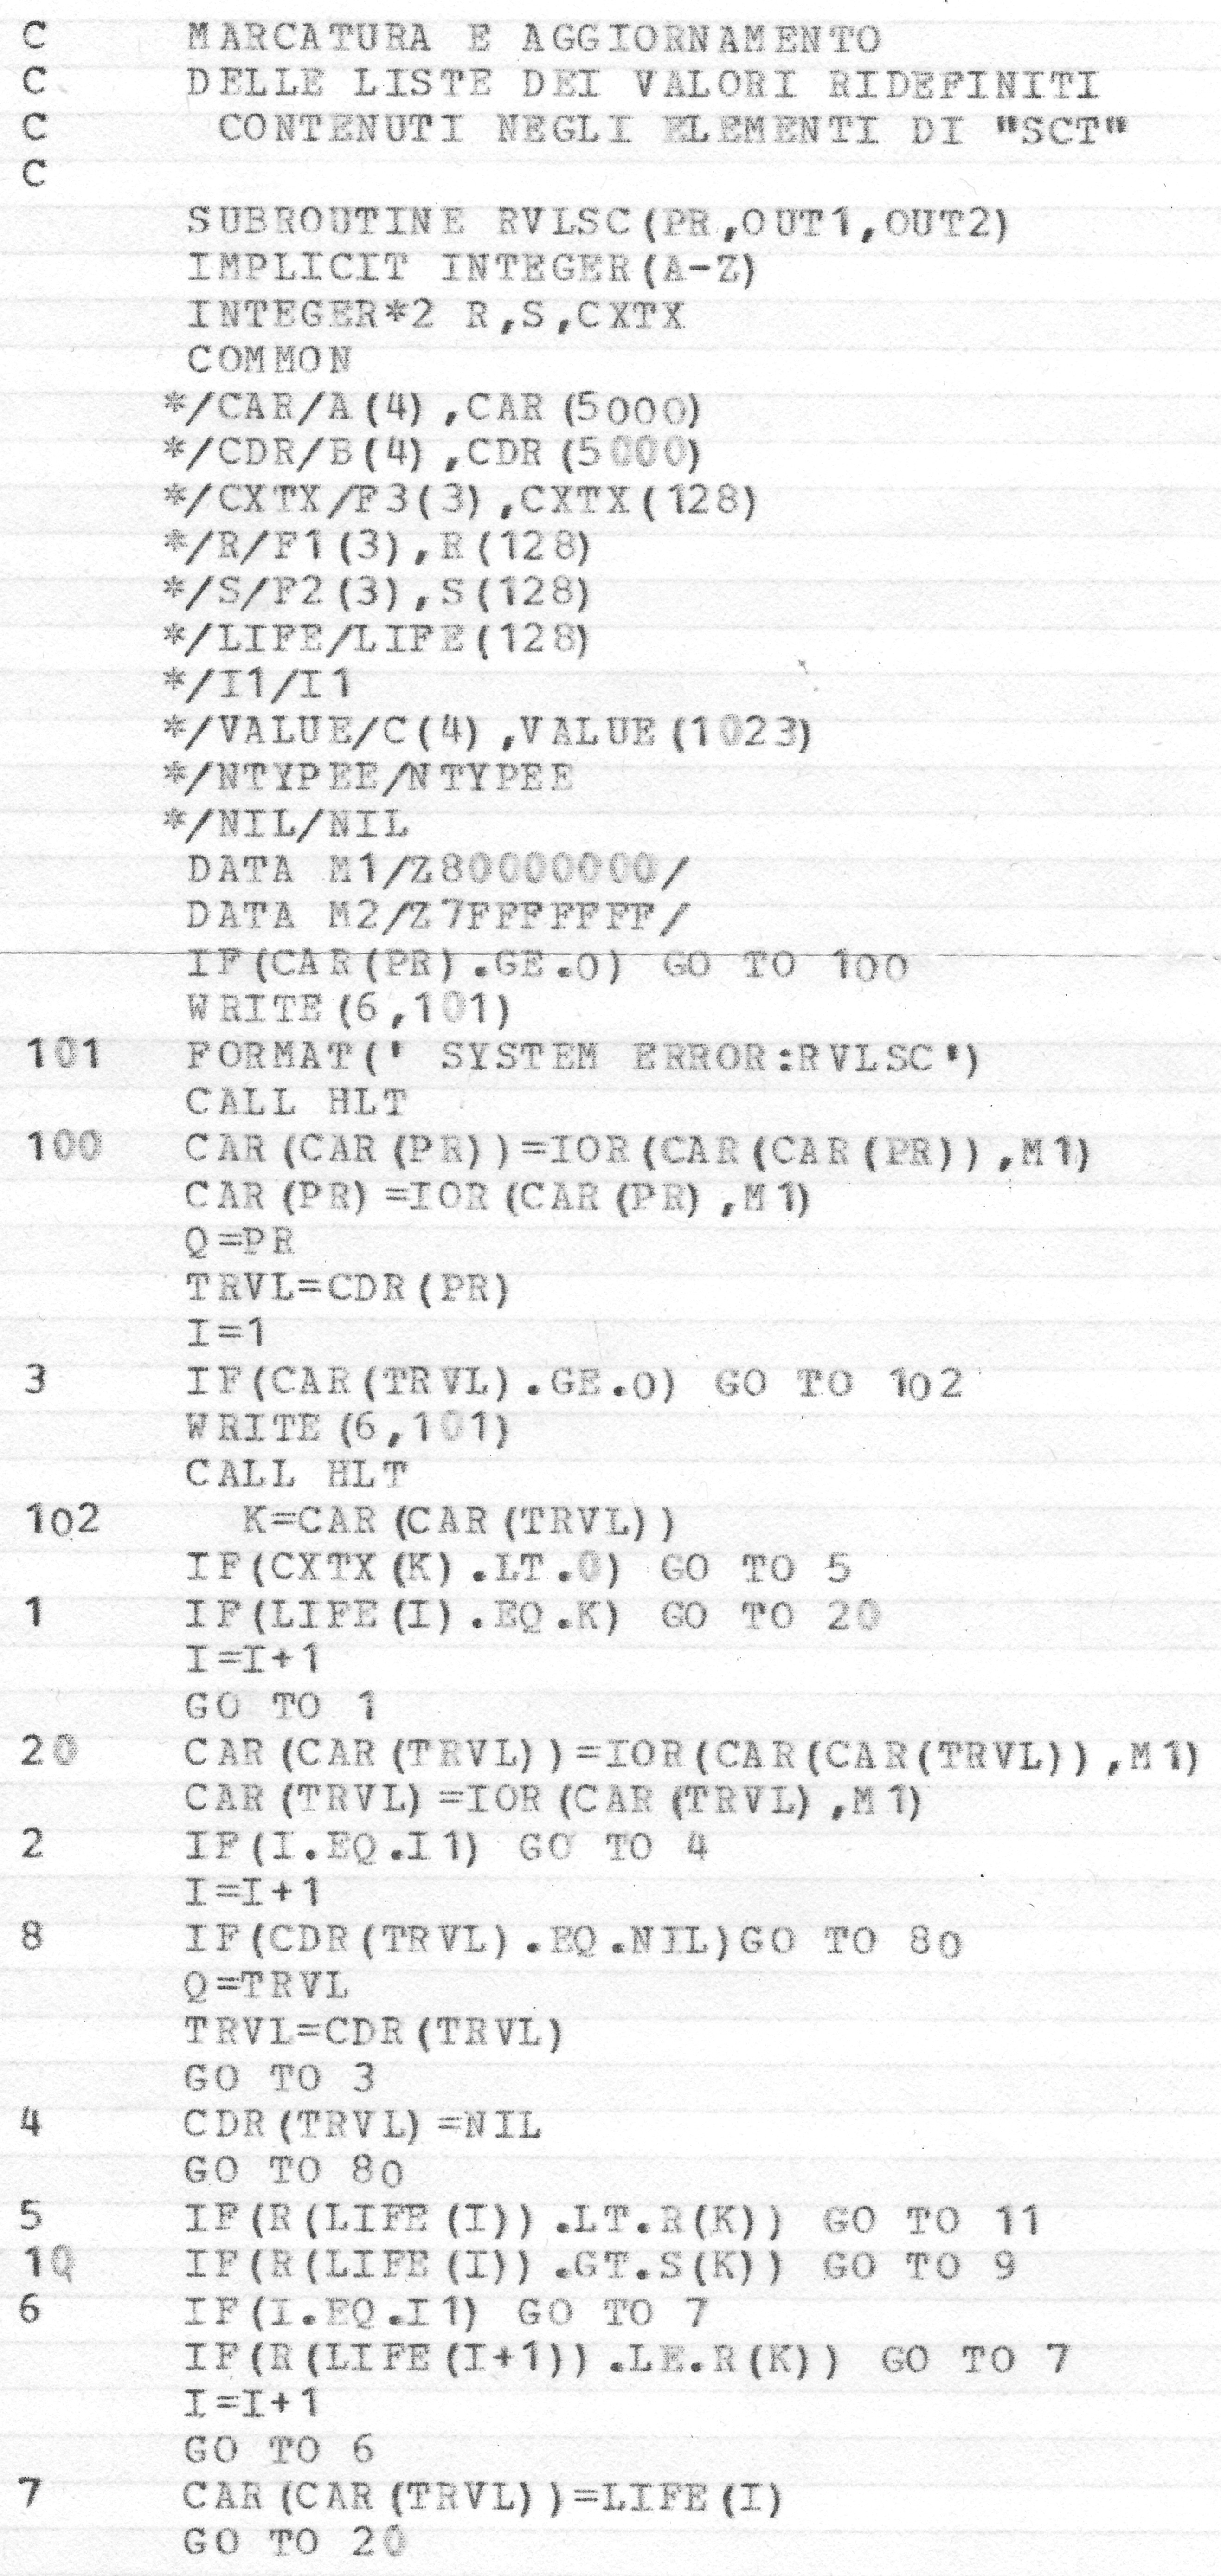 C       MARCATURA E AGGIORNAMENTO
C       DELLE LISTE DEI VALORI RIDEFINITI
C        CONTENUTI NEGLI ELEMENTI DI "SCT"
C
        SUBROUTINE RVLSC(PR,OUT1,OUT2)
        IMPLICIT INTEGER(A-Z)
        INTEGER*2 R,S,CXTX
        COMMON
       */CAR/A(4),CAR(5000)
       */CDR/B(4),CDR(5000)
       */CXTX/F3(3),CXTX(128)
       */R/F1(3),R(128)
       */S/F2(3),S(128)
       */LIFE/LIFE(128)
       */I1/I1
       */VALUE/C(4),VALUE(1023)
       */NTYPEE/NTYPEE
       */NIL/NIL
        DATA M1/Z80000000/
        DATA M2/Z7FFFFFFF/
        IF(CAR(PR).GE.0) GO TO 100
        WRITE(6,101)
101     FORMAT(' SYSTEM ERROR:RVLSC')
        CALL HLT
100     CAR(CAR(PR))=IOR(CAR(CAR(PR)),M1)
        CAR(PR)=IOR(CAR(PR),M1)
        Q=PR
        TRVL=CDR(PR)
        I=1
3       IF(CAR(TRVL).GE.0) GO TO 102
        WRITE(6,101)
        CALL HLT
102       K=CAR(CAR(TRVL))
        IF(CXTX(K).LT.0) GO TO 5
1       IF(LIFE(I).EQ.K) GO TO 20
        I=I+1
        GO TO 1
20      CAR(CAR(TRVL))=IOR(CAR(CAR(TRVL)),M1)
        CAR(TRVL)=IOR(CAR(TRVL),M1)
2       IF(I.EQ.I1) GO TO 4
        I=I+1
8       IF(CDR(TRVL).EQ.NIL)GO TO 80
        Q=TRVL
        TRVL=CDR(TRVL)
        GO TO 3
4       CDR(TRVL)=NIL
        GO TO 80
5       IF(R(LIFE(I)).LT.R(K)) GO TO 11
10      IF(R(LIFE(I)).GT.S(K)) GO TO 9
6       IF(I.EQ.I1) GO TO 7
        IF(R(LIFE(I+1)).LE.R(K)) GO TO 7
        I=I+1
        GO TO 6
7       CAR(CAR(TRVL))=LIFE(I)
        GO TO 20